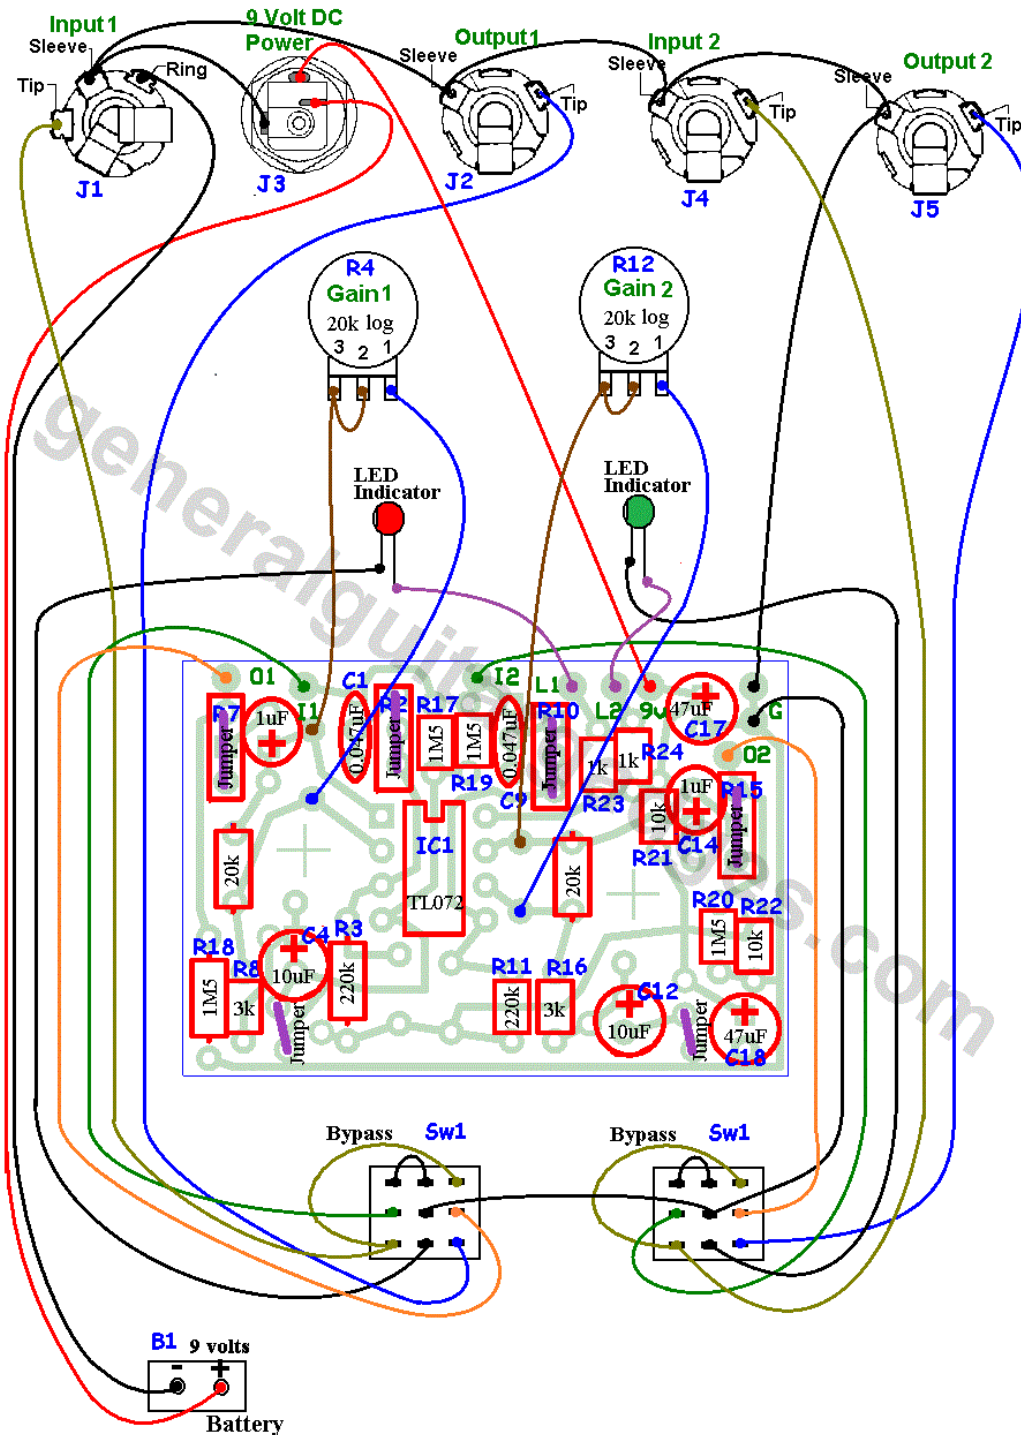 Input 1
9 Volt DC
Power
Output1
Input 2
Output 2
Sleeve
Ring
Tip
Sleeve
Tip
Sleeve
Tip
Sleeve
Tip
J1
J3
J2
J4
J5
R4
Gain1
20k log
3 2 1
R12
Gain 2
20k log
3 2 1
LED
Indicator
LED
Indicator
generalguitargadgets.com
O1
I1
C1
I2
L1
L2
9v
G
O2
R7
Jumper
1uF
0.047uF
R2
Jumper
R17
1M5
1M5
R19
0.047uF
C9
R10
Jumper
1k
R23
1k
R24
47uF
C17
1uF
C14
10k
R21
R15
Jumper
IC1
TL072
20k
20k
R20
1M5
R22
10k
R18
1M5
R8
3k
C4
10uF
R3
220k
Jumper
R11
220k
R16
3k
C12
10uF
Jumper
47uF
C18
Bypass
Sw1
Bypass
Sw1
B1 9 volts
- +
Battery